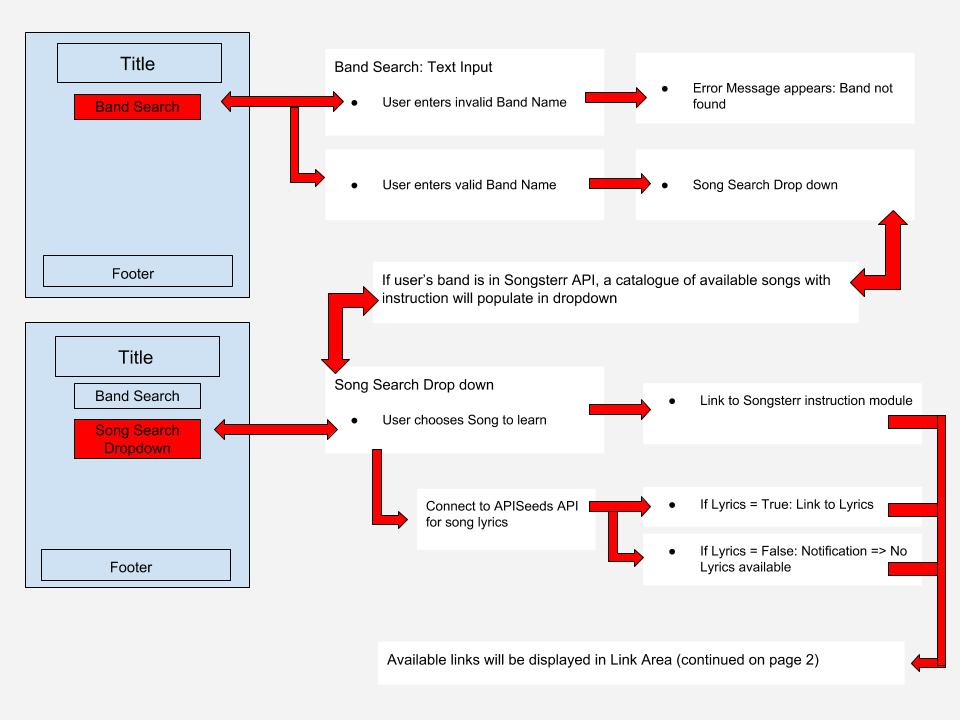 Title
Band Search
Footer
Band Search: Text Input
● User enters invalid Band Name
● Error Message appears: Band not
found
● User enters valid Band Name
● Song Search Drop down
If user's band is in Songsterr API, a catalogue of available songs with
instruction will populate in dropdown
Title
Band Search
Song Search
Dropdown
Footer
Song Search Drop down
● User chooses Song to learn
● Link to Songsterr instruction module
Connect to APISeeds API
for song lyrics
● If Lyrics = True: Link to Lyrics
● If Lyrics = False: Notification => No
Lyrics available
Available links will be displayed in Link Area (continued on page 2)